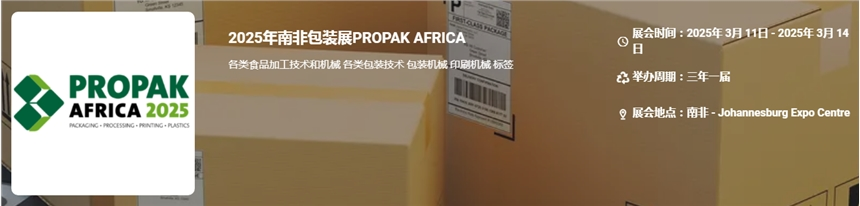 2025年南非包装展PROPAK AFRICA
各类食品加工技术和机械 各类包装技术 包装机械 印刷机械 标签
PROPAK
AFRICA 2025
PACKAGING • PROCESSING • PRINTING • PLASTICS
展会时间：2025年 3月 11日 - 2025年 3月 14
日
举办周期：三年一届
展会地点：南非 - Johannesburg Expo Centre
P
FIRST-CLASS PACKAGE